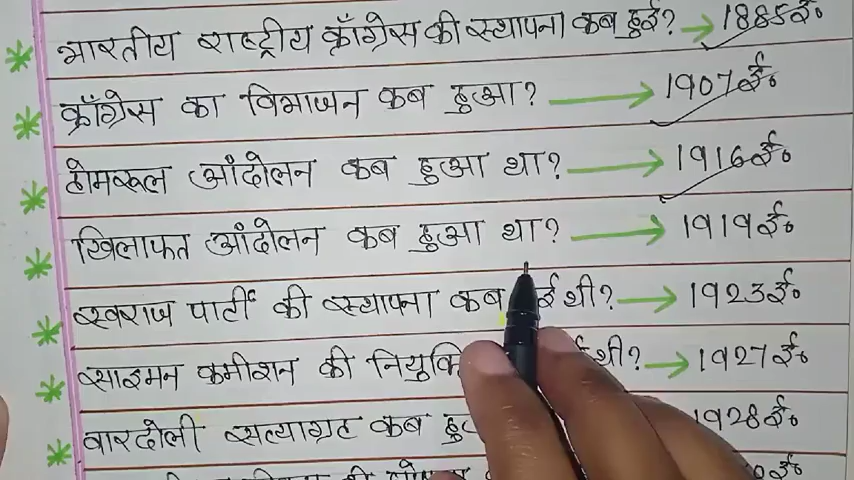 भारतीय राष्ट्रीय काँग्रेस की स्थापना कब हुई? → 1885ई०
काँग्रेस का विभाजन कब हुआ? → 1907ई०
होमरूल आंदोलन कब हुआ था? → 1916ई०
खिलाफत आंदोलन कब हुआ था? → 1919ई०
स्वराज पार्टी की स्थापना कब थी? → 1923ई०
साइमन कमीशन की थी? → 1927ई०
वारदोली सत्याग्रह कब 1928ई०